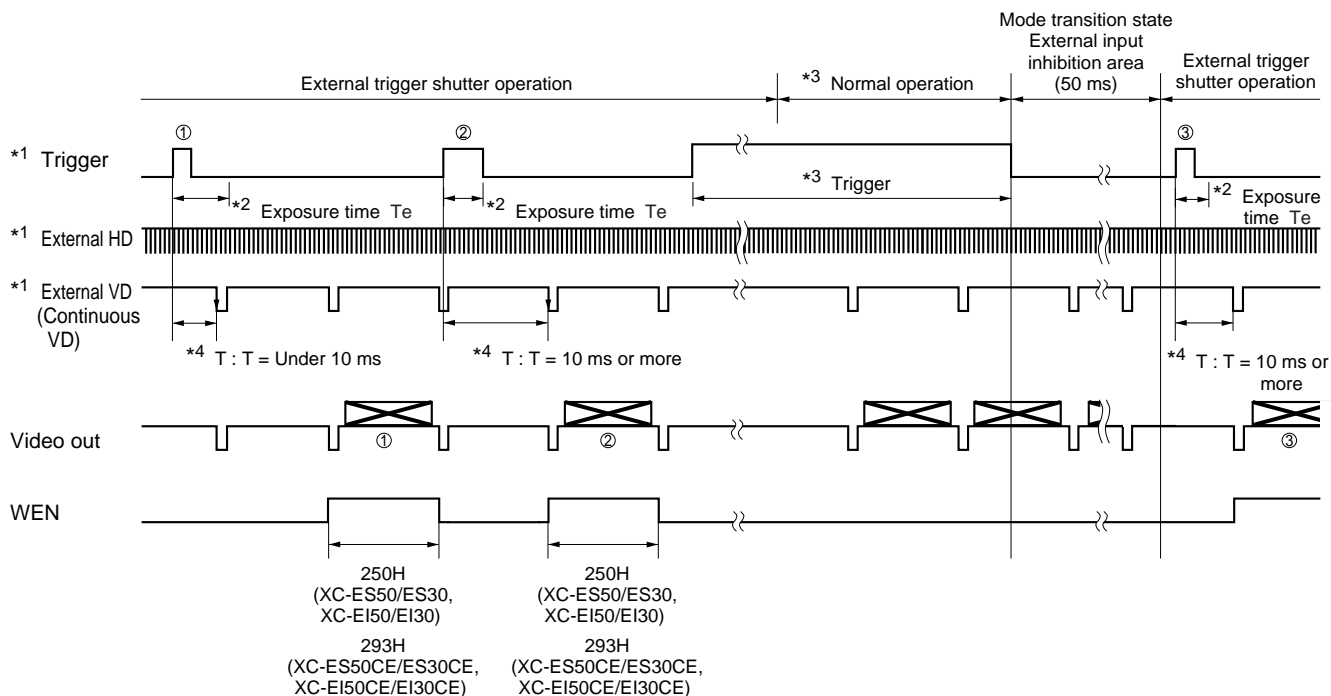 Mode transition state
External input
inhibition area
(50 ms)
External trigger shutter operation
*3 Normal operation
External trigger
shutter operation
① ② ③
*1 Trigger
*3 Trigger
*2 Exposure time Te
*2 Exposure time Te
*2 Exposure
time Te
*1 External HD
*1 External VD
(Continuous
VD)
*4 T : T = Under 10 ms
*4 T : T = 10 ms or more
*4 T : T = 10 ms or
more
Video out
① ② ③
WEN
250H
(XC-ES50/ES30,
XC-EI50/EI30)
293H
(XC-ES50CE/ES30CE,
XC-EI50CE/EI30CE)
250H
(XC-ES50/ES30,
XC-EI50/EI30)
293H
(XC-ES50CE/ES30CE,
XC-EI50CE/EI30CE)